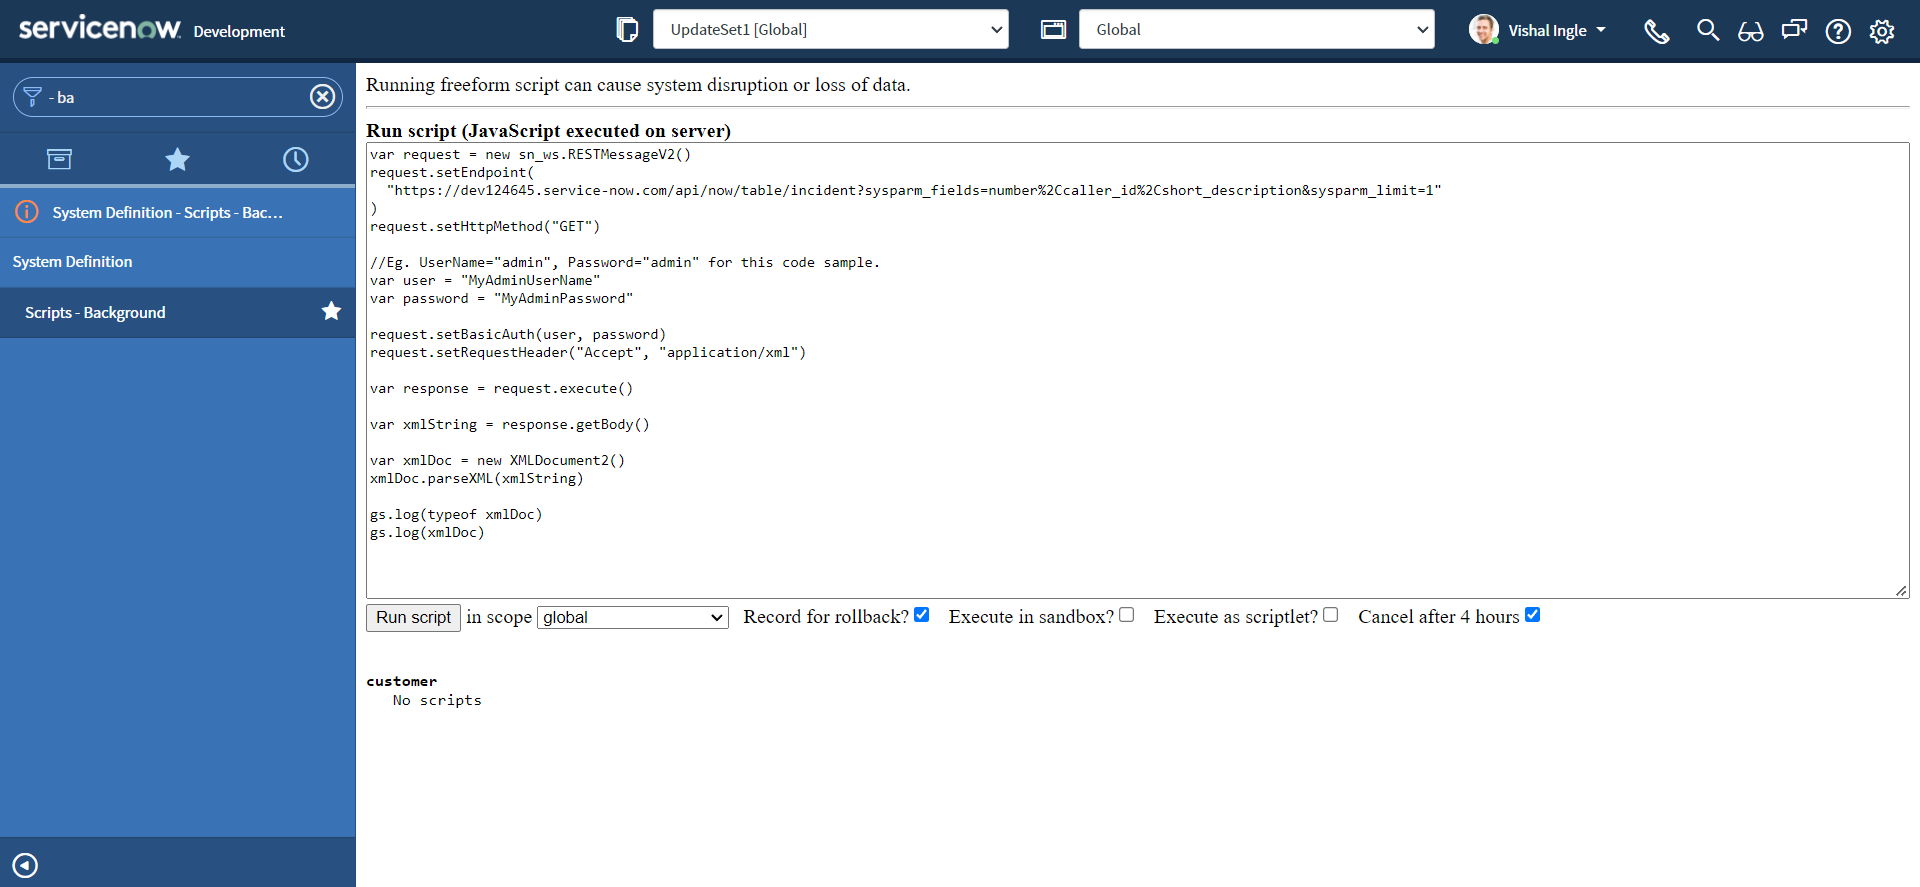 servicenow. Development
UpdateSet1 [Global]
Global
Vishal Ingle
- ba
System Definition - Scripts - Bac...
System Definition
Scripts - Background
Running freeform script can cause system disruption or loss of data.
Run script (JavaScript executed on server)
var request = new sn_ws.RESTMessageV2()
request.setEndpoint(
  "https://dev124645.service-now.com/api/now/table/incident?sysparm_fields=number%2Ccaller_id%2Cshort_description&sysparm_limit=1"
)
request.setHttpMethod("GET")
//Eg. UserName="admin", Password="admin" for this code sample.
var user = "MyAdminUserName"
var password = "MyAdminPassword"
request.setBasicAuth(user, password)
request.setRequestHeader("Accept", "application/xml")
var response = request.execute()
var xmlString = response.getBody()
var xmlDoc = new XMLDocument2()
xmlDoc.parseXML(xmlString)
gs.log(typeof xmlDoc)
gs.log(xmlDoc)
Run script in scope global Record for rollback? Execute in sandbox? Execute as scriptlet? Cancel after 4 hours
customer
No scripts